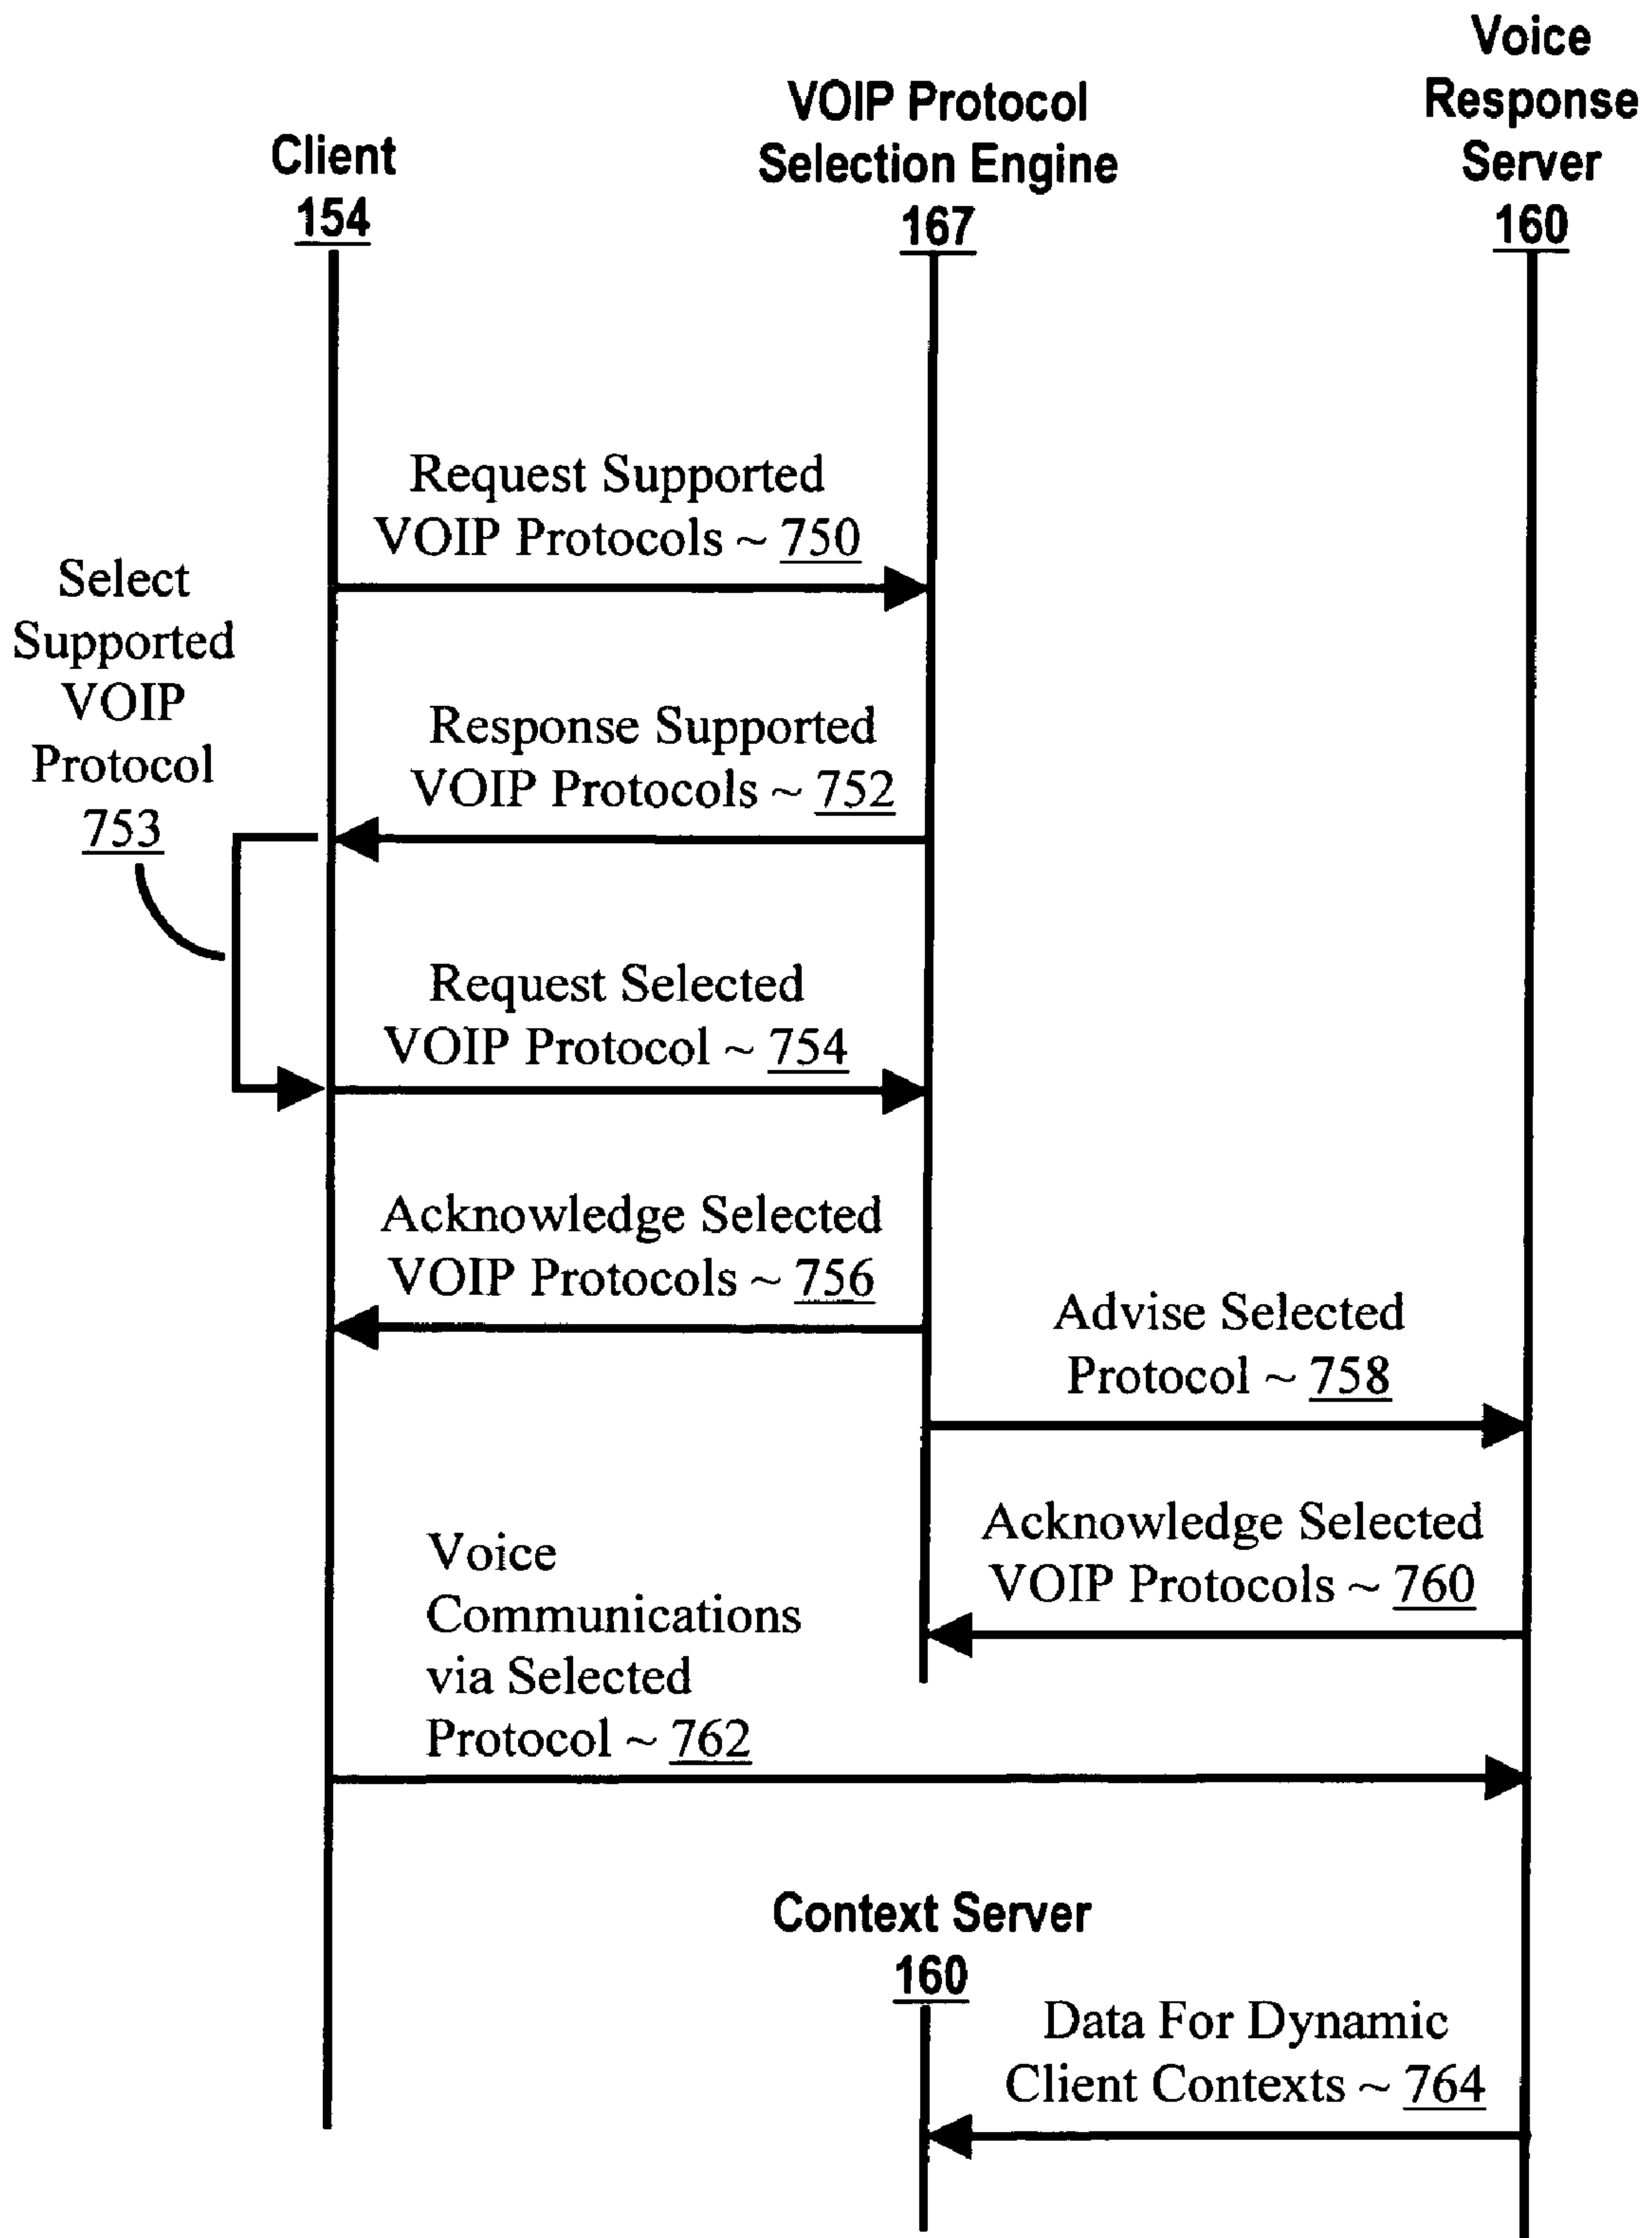 Client
154
VOIP Protocol
Selection Engine
167
Voice
Response
Server
160
Request Supported
VOIP Protocols ~ 750
Select
Supported
VOIP
Protocol
753
Response Supported
VOIP Protocols ~ 752
Request Selected
VOIP Protocol ~ 754
Acknowledge Selected
VOIP Protocols ~ 756
Advise Selected
Protocol ~ 758
Acknowledge Selected
VOIP Protocols ~ 760
Voice
Communications
via Selected
Protocol ~ 762
Context Server
160
Data For Dynamic
Client Contexts ~ 764